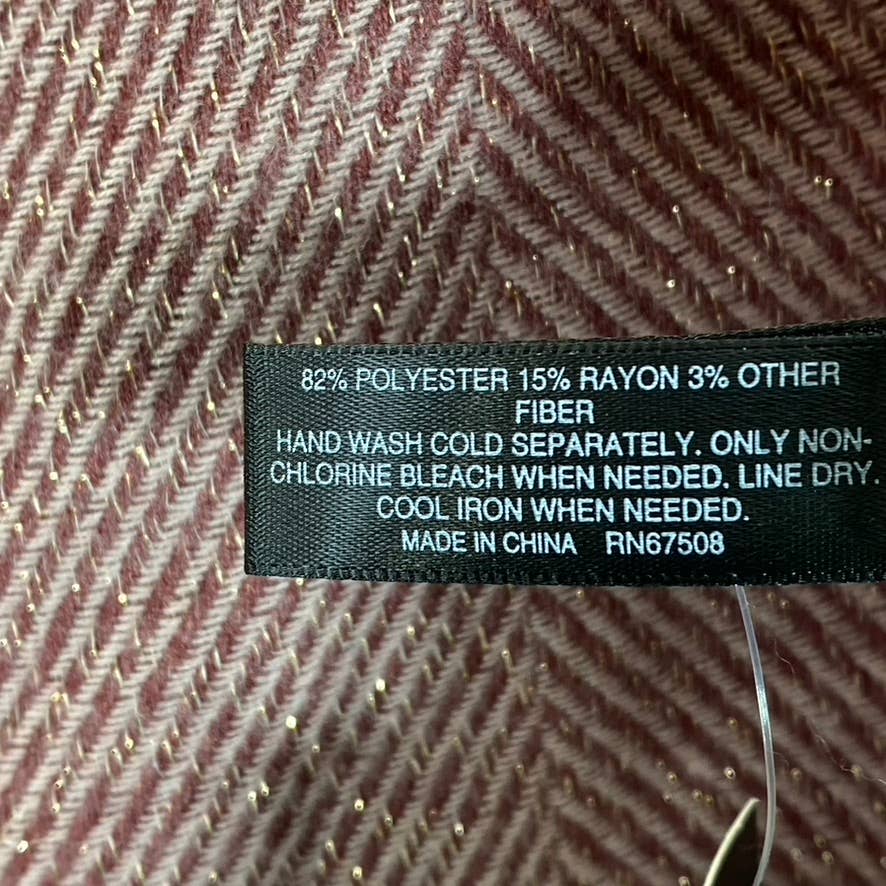 82% POLYESTER 15% RAYON 3% OTHER
FIBER
HAND WASH COLD SEPARATELY. ONLY NON-
CHLORINE BLEACH WHEN NEEDED. LINE DRY.
COOL IRON WHEN NEEDED.
MADE IN CHINA RN67508